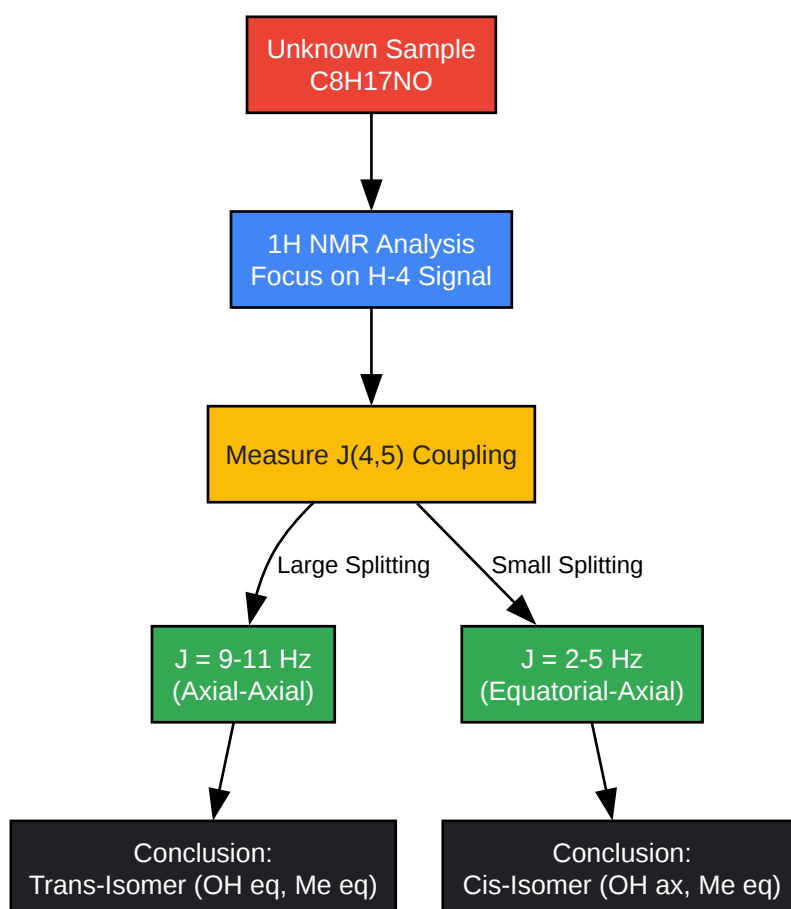 Unknown Sample
C8H17NO
1H NMR Analysis
Focus on H-4 Signal
Measure J(4,5) Coupling
Large Splitting
Small Splitting
J = 9-11 Hz
(Axial-Axial)
J = 2-5 Hz
(Equatorial-Axial)
Conclusion:
Trans-Isomer (OH eq, Me eq)
Conclusion:
Cis-Isomer (OH ax, Me eq)